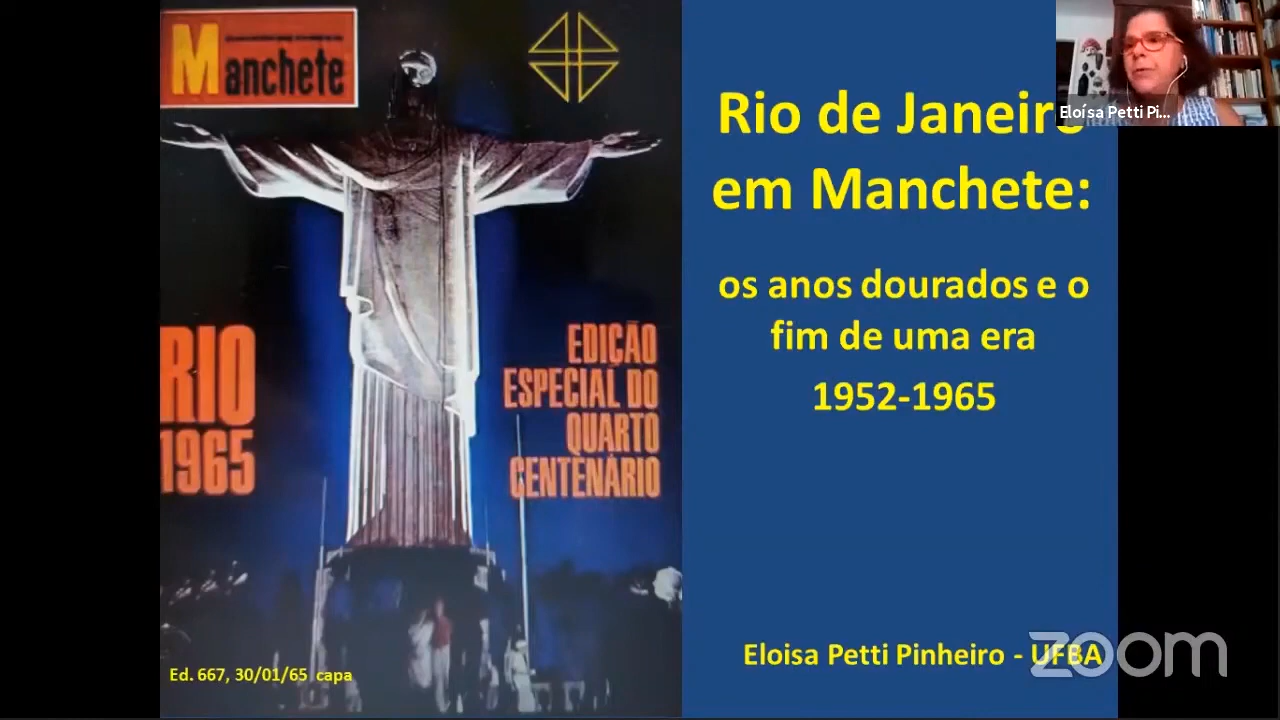 Manchete
RIO
1965
EDIÇÃO
ESPECIAL DO
QUARTO
CENTENÁRIO
Ed. 667, 30/01/65 capa
Rio de Janeiro
em Manchete:
os anos dourados e o
fim de uma era
1952-1965
Eloisa Petti Pinheiro - UFBA
Eloísa Petti Pi...
zoom